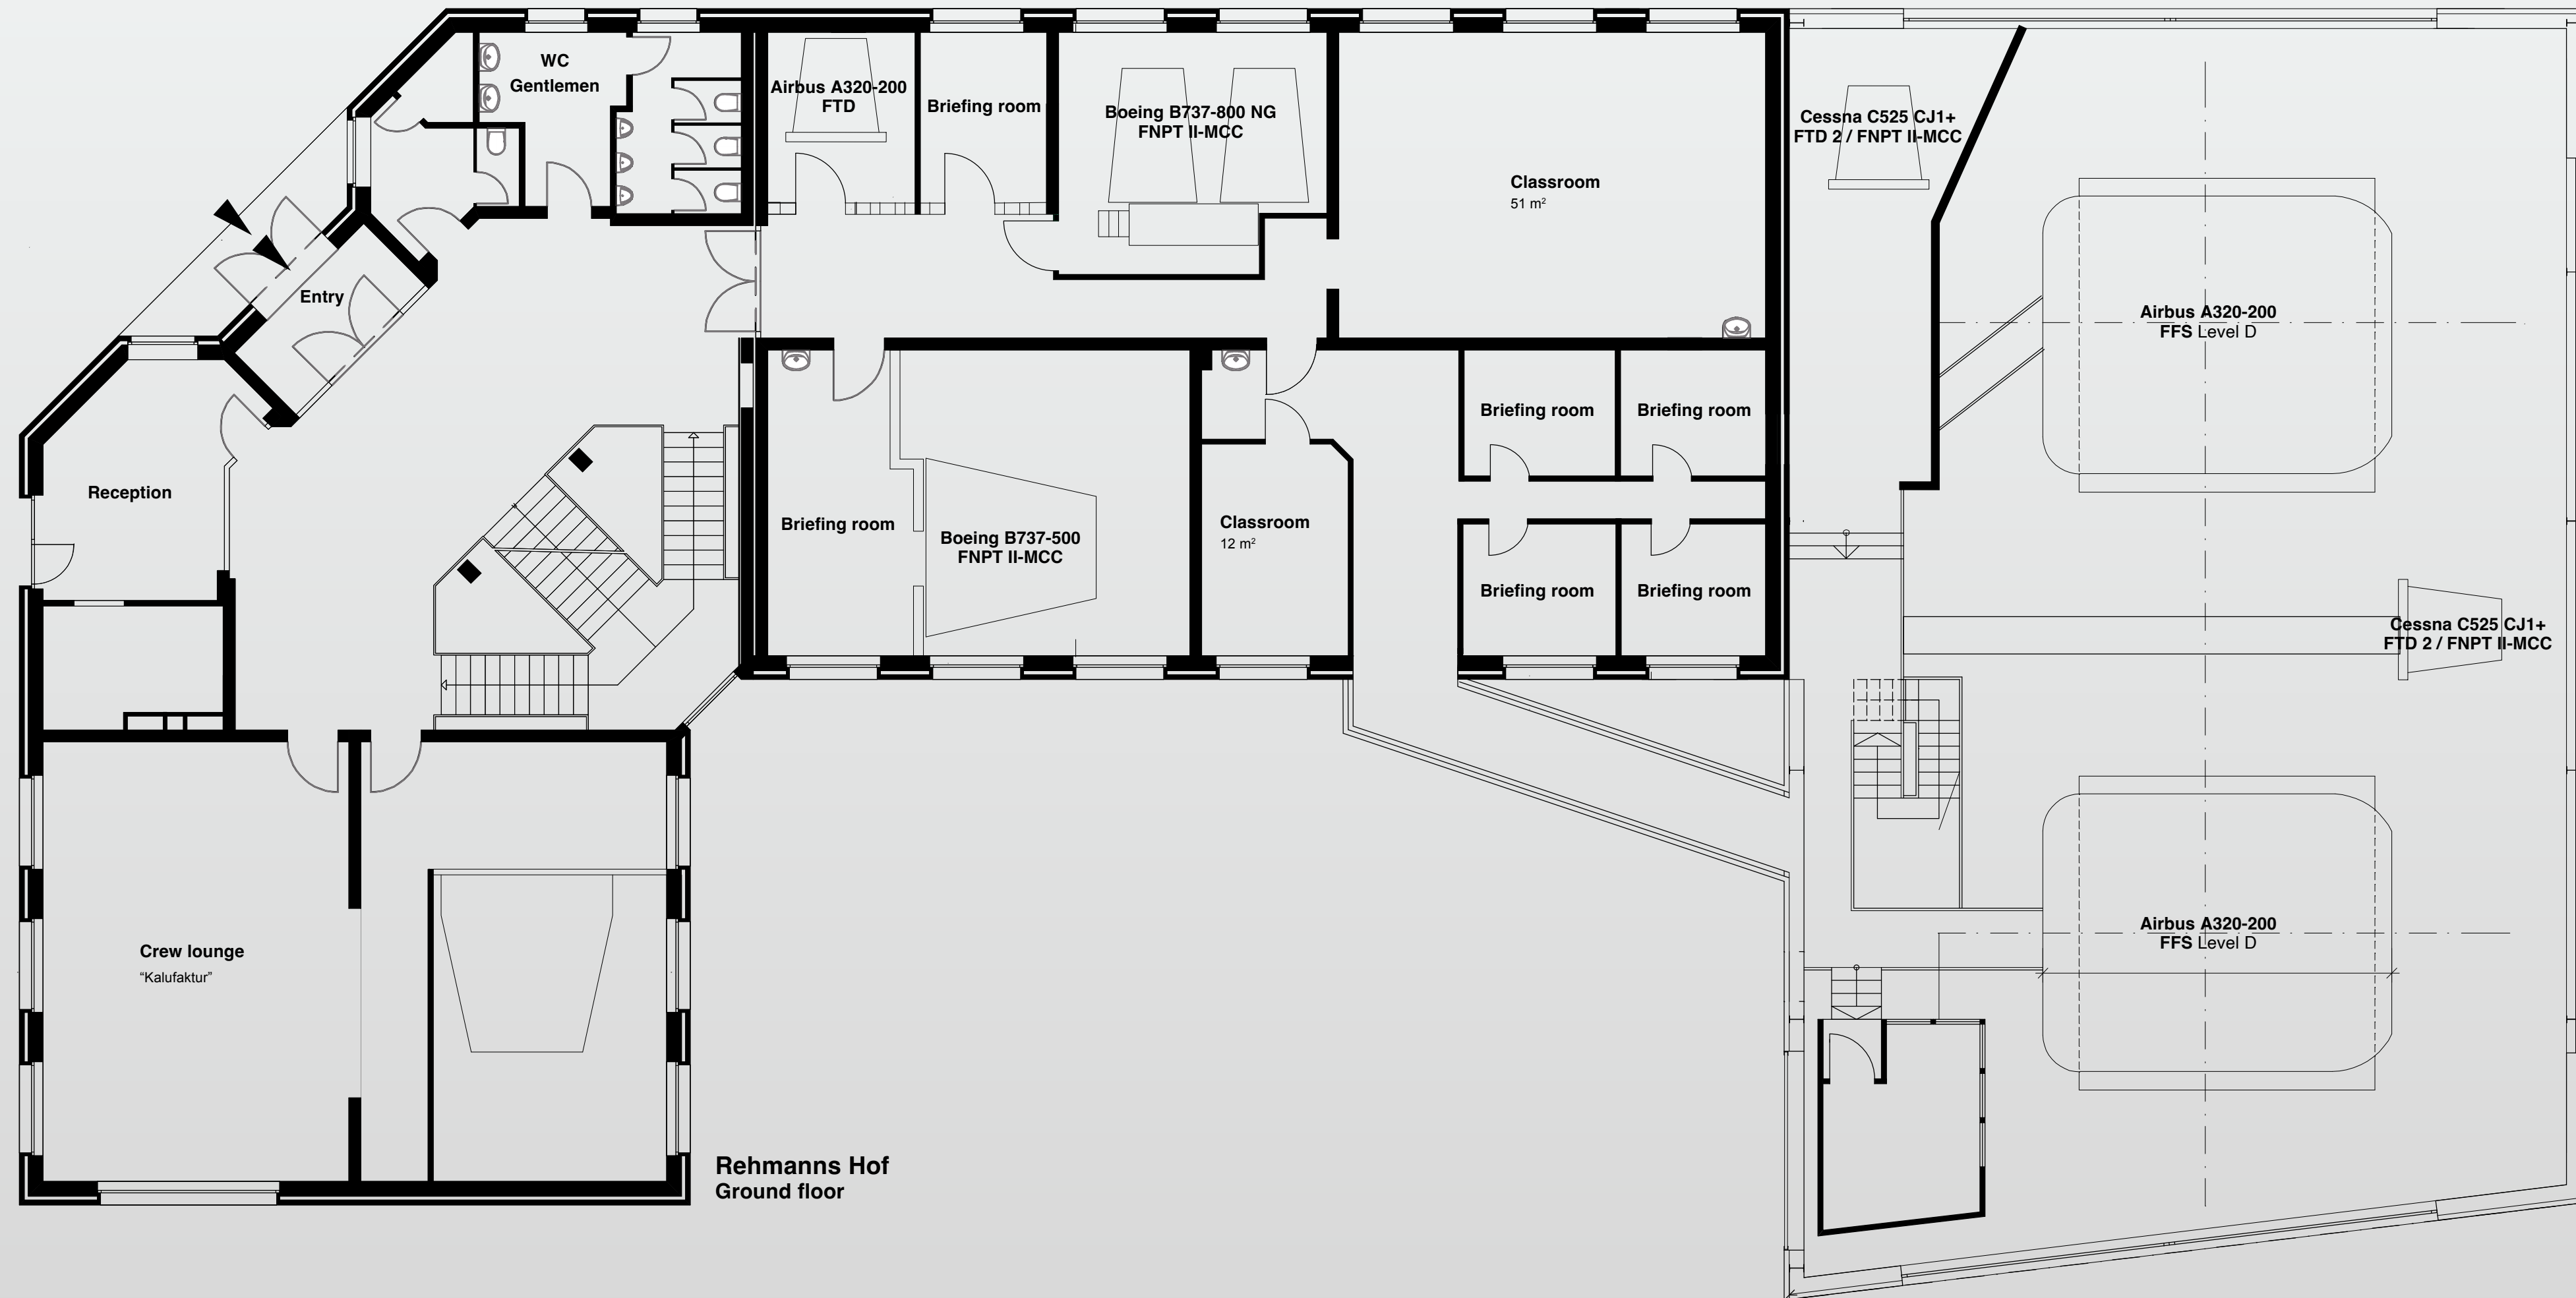 WC
Gentlemen
Airbus A320-200
FTD
Briefing room
Boeing B737-800 NG
FNPT II-MCC
Classroom
51 m²
Cessna C525 CJ1+
FTD 2 / FNPT II-MCC
Entry
Airbus A320-200
FFS Level D
Reception
Briefing room
Boeing B737-500
FNPT II-MCC
Classroom
12 m²
Briefing room
Briefing room
Briefing room
Briefing room
Cessna C525 CJ1+
FTD 2 / FNPT II-MCC
Crew lounge
“Kalufaktur”
Airbus A320-200
FFS Level D
Rehmanns Hof
Ground floor